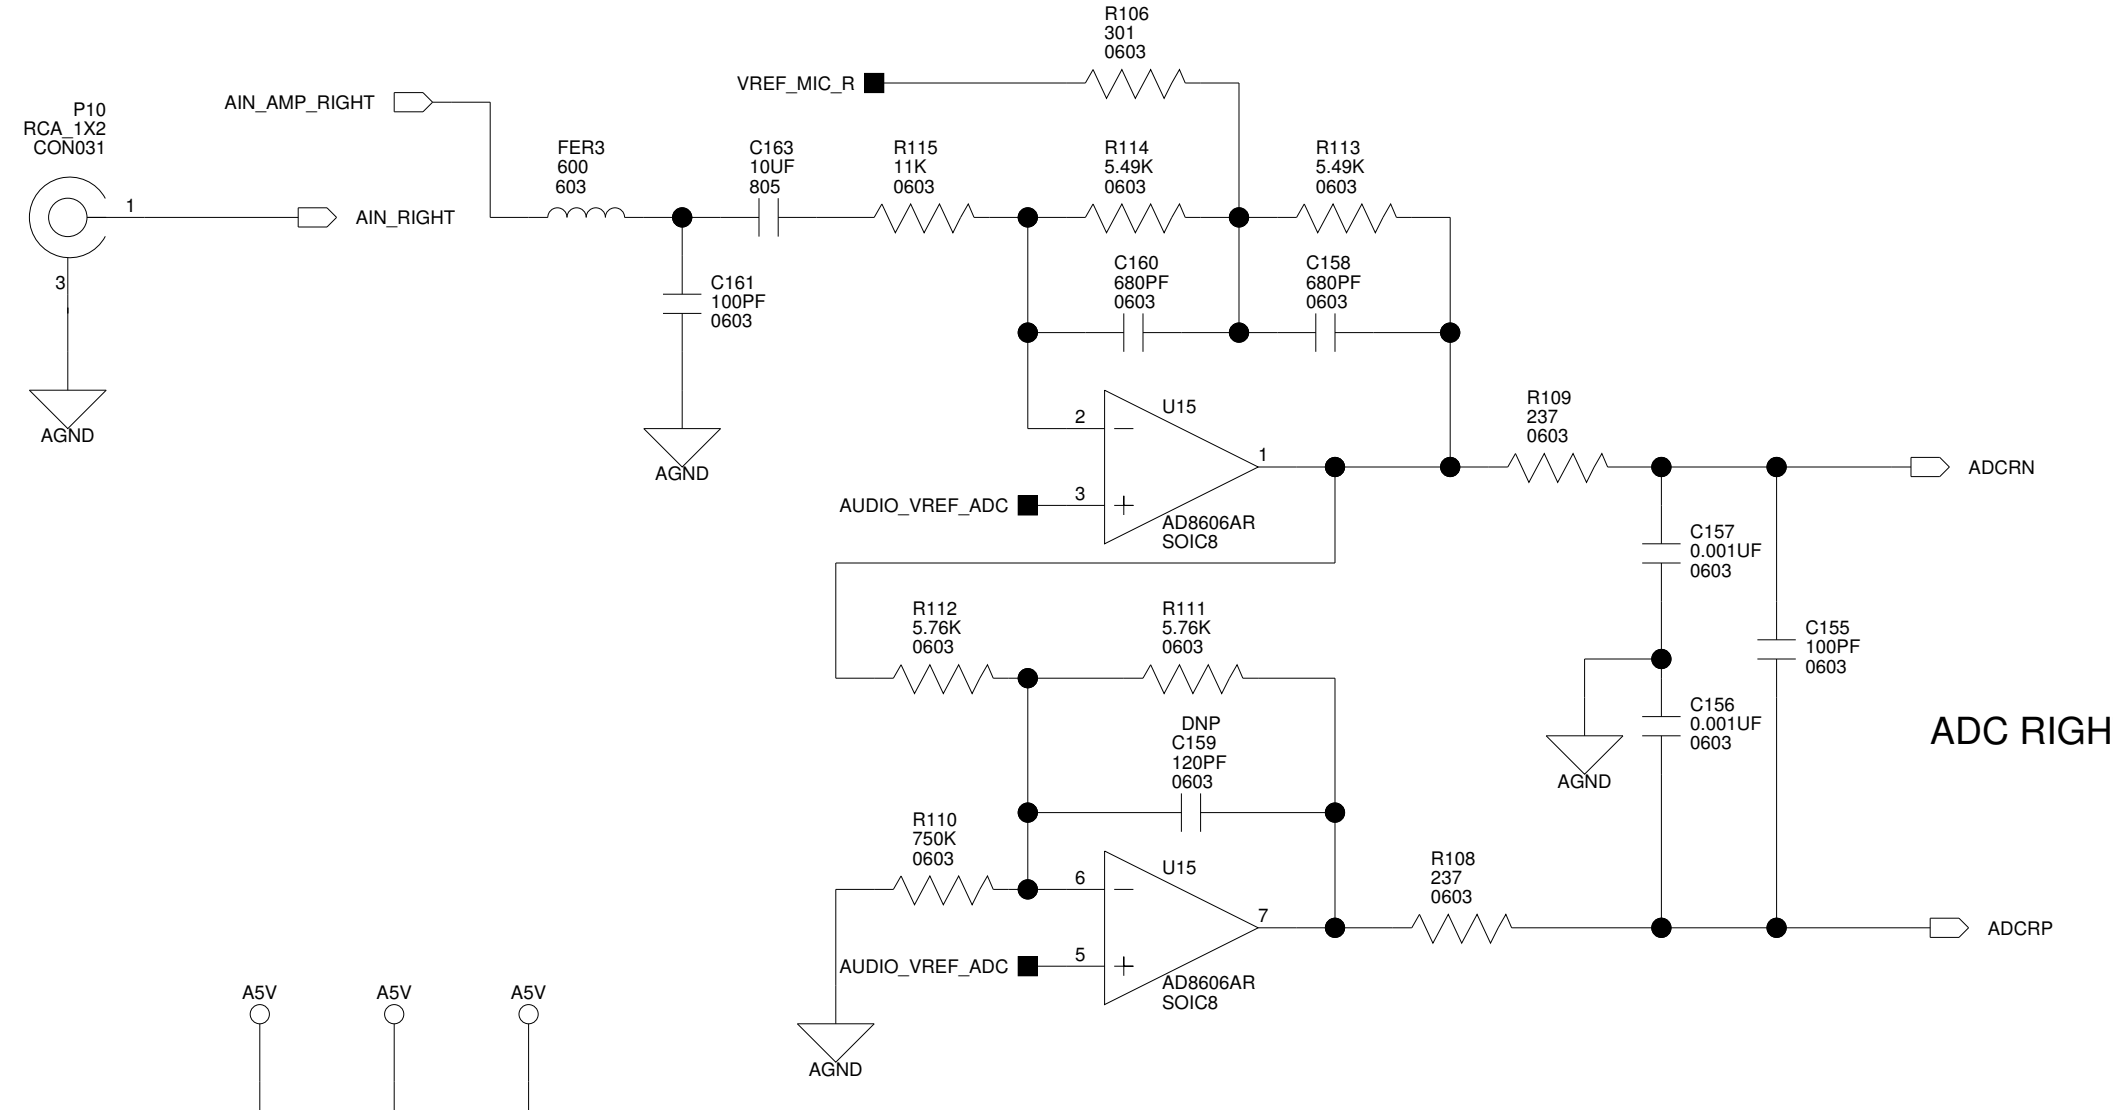 R106
301
0603
VREF_MIC_R
AIN_AMP_RIGHT
P10
RCA_1X2
CON031
1
AIN_RIGHT
3
AGND
FER3
600
603
C163
10UF
805
R115
11K
0603
R114
5.49K
0603
R113
5.49K
0603
C161
100PF
0603
AGND
C160
680PF
0603
C158
680PF
0603
2
U15
1
AUDIO_VREF_ADC
3
AD8606AR
SOIC8
R109
237
0603
ADCRN
C157
0.001UF
0603
R112
5.76K
0603
R111
5.76K
0603
C155
100PF
0603
C156
0.001UF
0603
AGND
ADC RIGH
DNP
C159
120PF
0603
R110
750K
0603
6
U15
7
AUDIO_VREF_ADC
5
AD8606AR
SOIC8
R108
237
0603
ADCRP
AGND
A5V
A5V
A5V